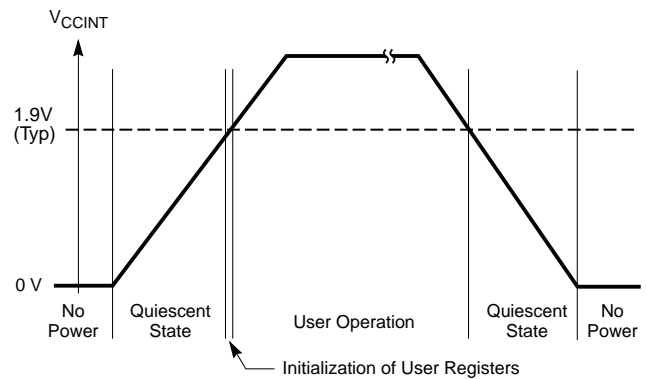 VCCINT
1.9V
(Typ)
0 V
No
Power
Quiescent
State
User Operation
Quiescent
State
No
Power
Initialization of User Registers